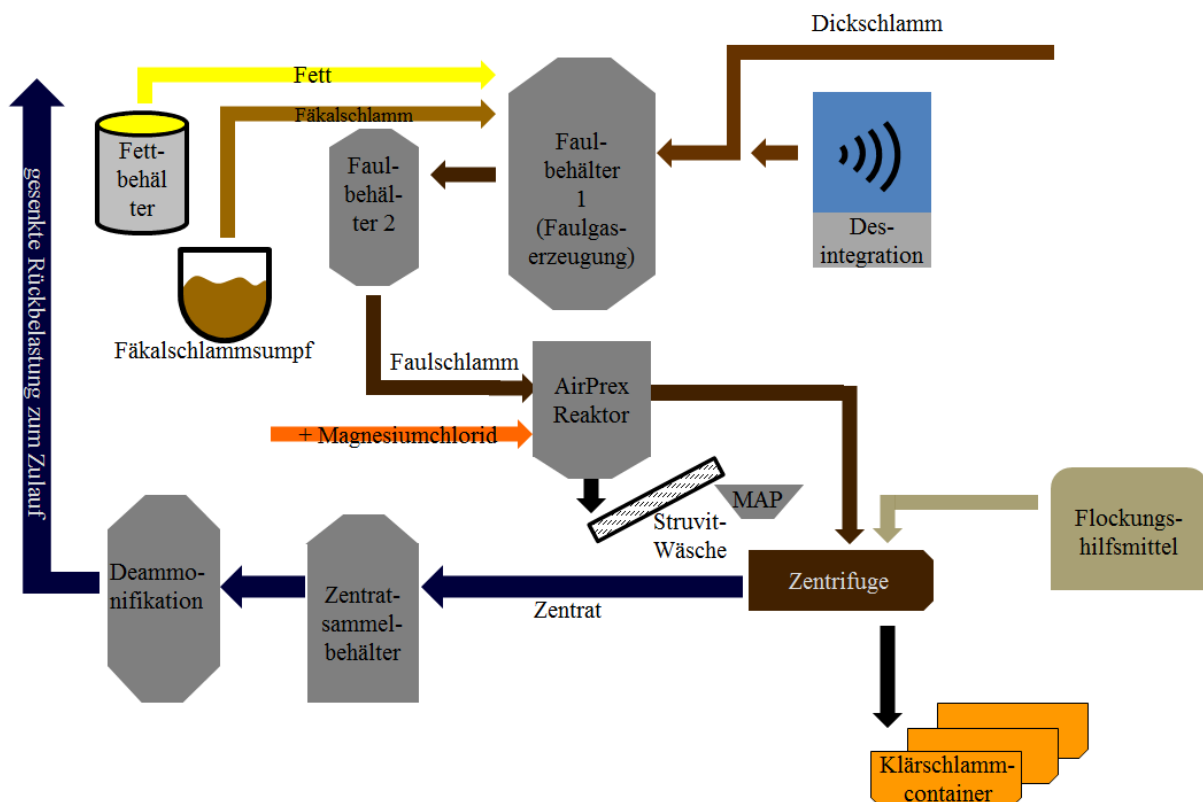 Dickschlamm
Fett
Fäkalschlamm
Fett-
behäl
ter
Faul-
behäl-
ter 2
Faul-
behälter
1
(Faulgas-
erzeugung)
Des-
integration
Fäkalschlammsumpf
gesenkte Rückbelastung zum Zulauf
Faulschlamm
AirPrex
Reaktor
+ Magnesiumchlorid
MAP
Struvit-
Wäsche
Flockungs-
hilfsmittel
Zentrifuge
Deammo-
nifikation
Zentrat-
sammel-
behälter
Zentrat
Klärschlamm-
container